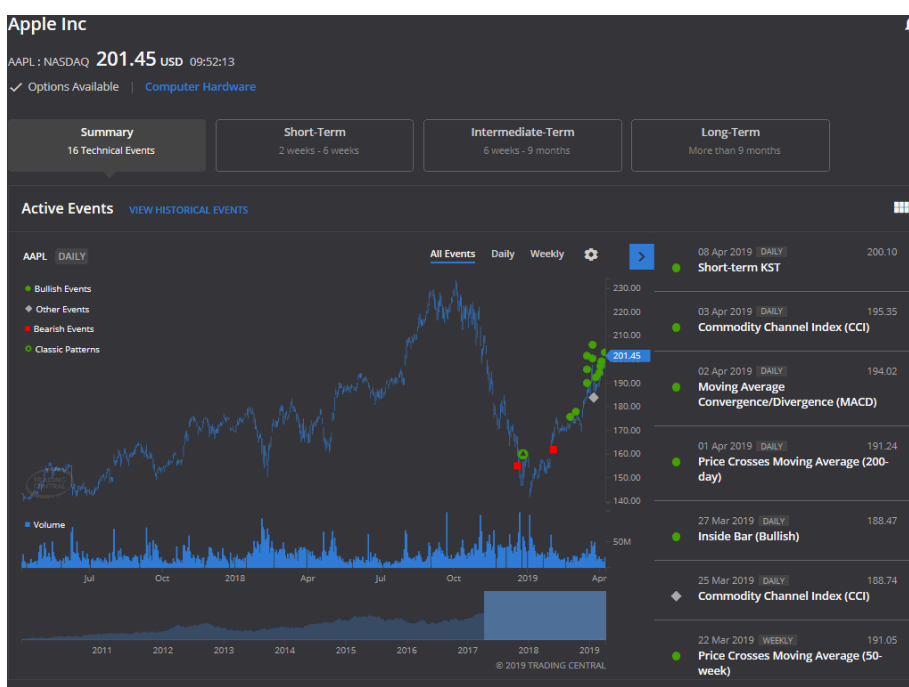 Apple Inc
AAPL : NASDAQ 201.45 USD 09:52:13
Options Available | Computer Hardware
Summary
16 Technical Events
Short-Term
2 weeks - 6 weeks
Intermediate-Term
6 weeks - 9 months
Long-Term
More than 9 months
Active Events VIEW HISTORICAL EVENTS
AAPL DAILY
All Events Daily Weekly
Bullish Events
Other Events
Bearish Events
Classic Patterns
230.00
220.00
210.00
201.45
190.00
180.00
170.00
160.00
150.00
140.00
TRADING
CENTRAL
Volume
50M
Jul Oct 2018 Apr Jul Oct 2019 Apr
2011 2012 2013 2014 2015 2016 2017 2018 2019
© 2019 TRADING CENTRAL
08 Apr 2019 DAILY 200.10
Short-term KST
03 Apr 2019 DAILY 195.35
Commodity Channel Index (CCI)
02 Apr 2019 DAILY 194.02
Moving Average
Convergence/Divergence (MACD)
01 Apr 2019 DAILY 191.24
Price Crosses Moving Average (200-
day)
27 Mar 2019 DAILY 188.47
Inside Bar (Bullish)
25 Mar 2019 DAILY 188.74
Commodity Channel Index (CCI)
22 Mar 2019 WEEKLY 191.05
Price Crosses Moving Average (50-
week)